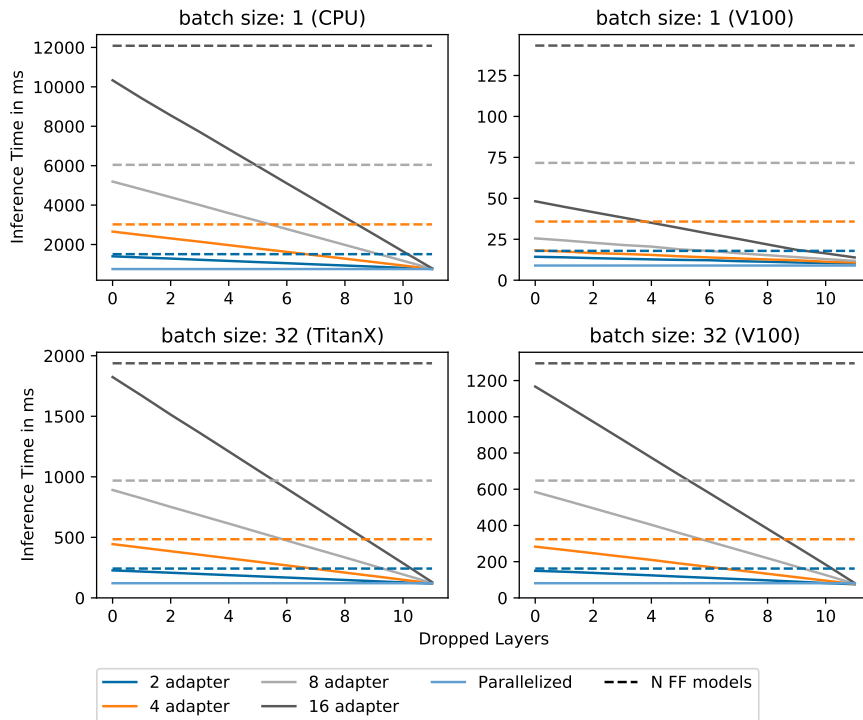 batch size: 1 (CPU)
batch size: 1 (V100)
Inference Time in ms
12000
10000
8000
6000
4000
2000
0 2 4 6 8 10
125
100
75
50
25
0
0 2 4 6 8 10
batch size: 32 (TitanX)
batch size: 32 (V100)
Inference Time in ms
2000
1500
1000
500
0
0 2 4 6 8 10
1200
1000
800
600
400
200
0
0 2 4 6 8 10
Dropped Layers
2 adapter
4 adapter
8 adapter
16 adapter
Parallelized
N FF models